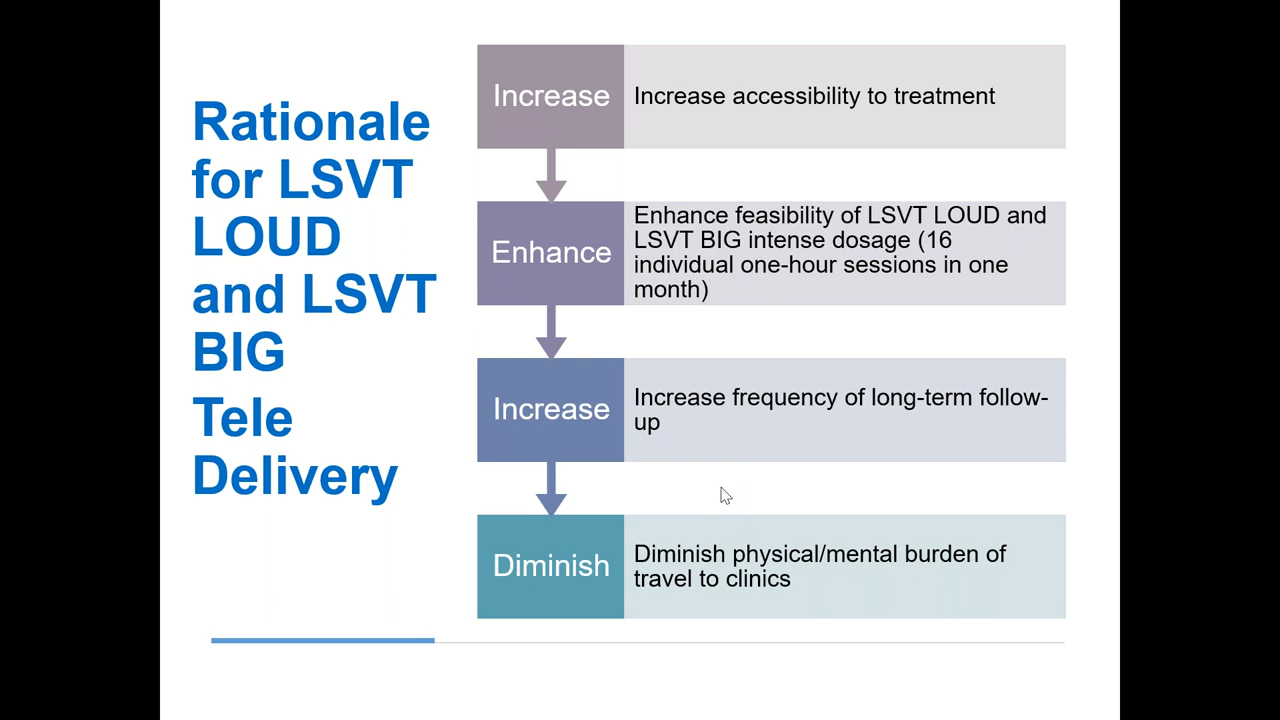 Rationale
for LSVT
LOUD
and LSVT
BIG
Tele
Delivery
Increase
Increase accessibility to treatment
Enhance
Enhance feasibility of LSVT LOUD and
LSVT BIG intense dosage (16
individual one-hour sessions in one
month)
Increase
Increase frequency of long-term follow-
up
Diminish
Diminish physical/mental burden of
travel to clinics